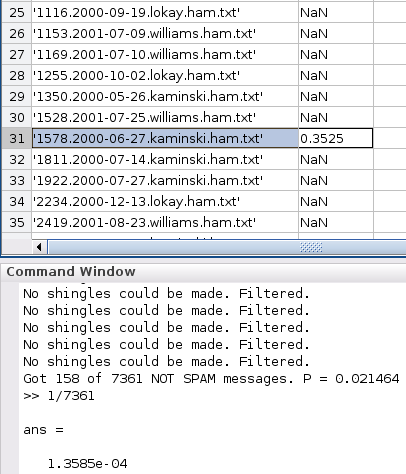 25 '1116.2000-09-19.lokay.ham.txt' NaN
26 '1153.2001-07-09.williams.ham.txt' NaN
27 '1169.2001-07-10.williams.ham.txt' NaN
28 '1255.2000-10-02.lokay.ham.txt' NaN
29 '1350.2000-05-26.kaminski.ham.txt' NaN
30 '1528.2001-07-25.williams.ham.txt' NaN
31 '1578.2000-06-27.kaminski.ham.txt' 0.3525
32 '1811.2000-07-14.kaminski.ham.txt' NaN
33 '1922.2000-07-27.kaminski.ham.txt' NaN
34 '2234.2000-12-13.lokay.ham.txt' NaN
35 '2419.2001-08-23.williams.ham.txt' NaN
Command Window
No shingles could be made. Filtered.
No shingles could be made. Filtered.
No shingles could be made. Filtered.
No shingles could be made. Filtered.
No shingles could be made. Filtered.
Got 158 of 7361 NOT SPAM messages. P = 0.021464
>> 1/7361
ans =
1.3585e-04